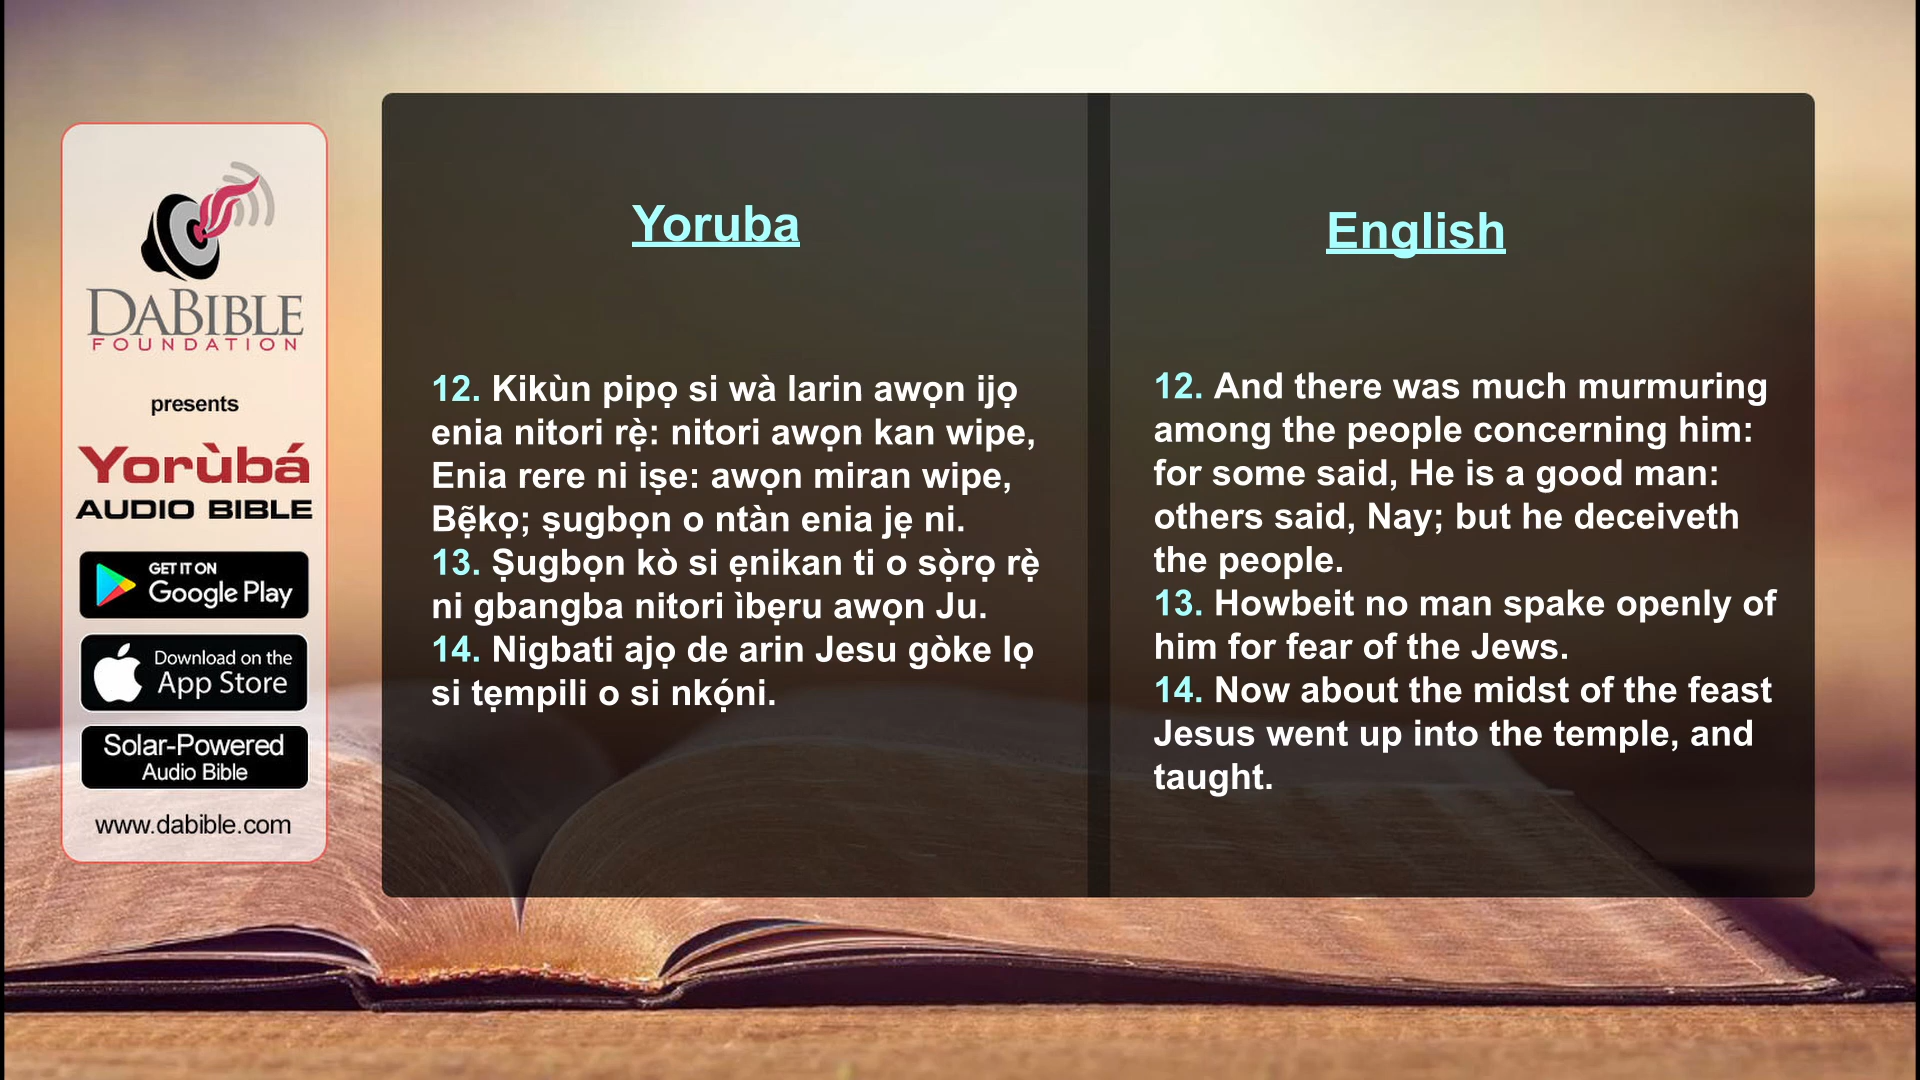 DABIBLE
FOUNDATION
presents
Yorùbá
AUDIO BIBLE
GET IT ON
Google Play
Download on the
App Store
Solar-Powered
Audio Bible
www.dabible.com
Yoruba
12. Kikùn pipọ si wà larin awọn ijọ
enia nitori rẹ̀: nitori awọn kan wipe,
Enia rere ni iṣe: awọn miran wipe,
Bẹ̃kọ; ṣugbọn o ntàn enia jẹ ni.
13. Ṣugbọn kò si ẹnikan ti o sọ̀rọ rẹ̀
ni gbangba nitori ìbẹru awọn Ju.
14. Nigbati ajọ de arin Jesu gòke lọ
si tẹmpili o si nkọ́ni.
English
12. And there was much murmuring
among the people concerning him:
for some said, He is a good man:
others said, Nay; but he deceiveth
the people.
13. Howbeit no man spake openly of
him for fear of the Jews.
14. Now about the midst of the feast
Jesus went up into the temple, and
taught.